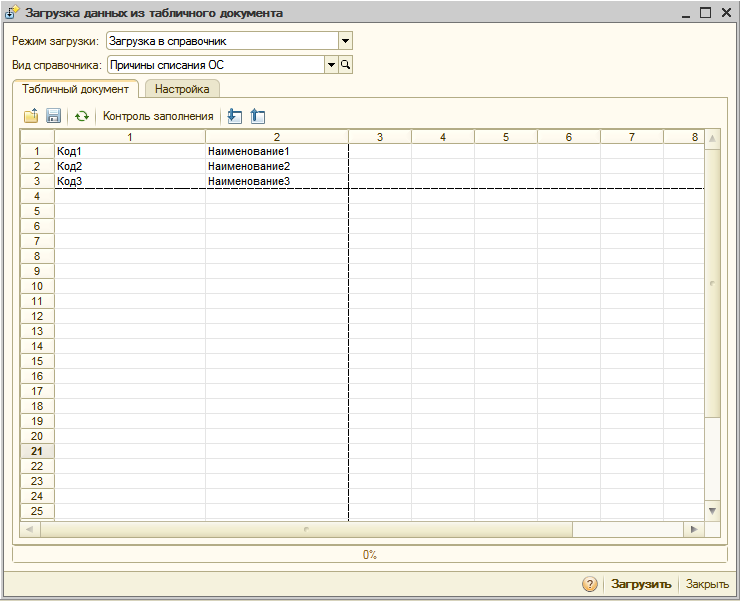 Загрузка данных из табличного документа
Режим загрузки: Загрузка в справочник
Вид справочника: Причины списания ОС
Табличный документ Настройка
Контроль заполнения
1 2 3 4 5 6 7 8
1 Код1 Наименование1
2 Код2 Наименование2
3 Код3 Наименование3
4
5
6
7
8
9
10
11
12
13
14
15
16
17
18
19
20
21
22
23
24
25
0%
? Загрузить Закрыть